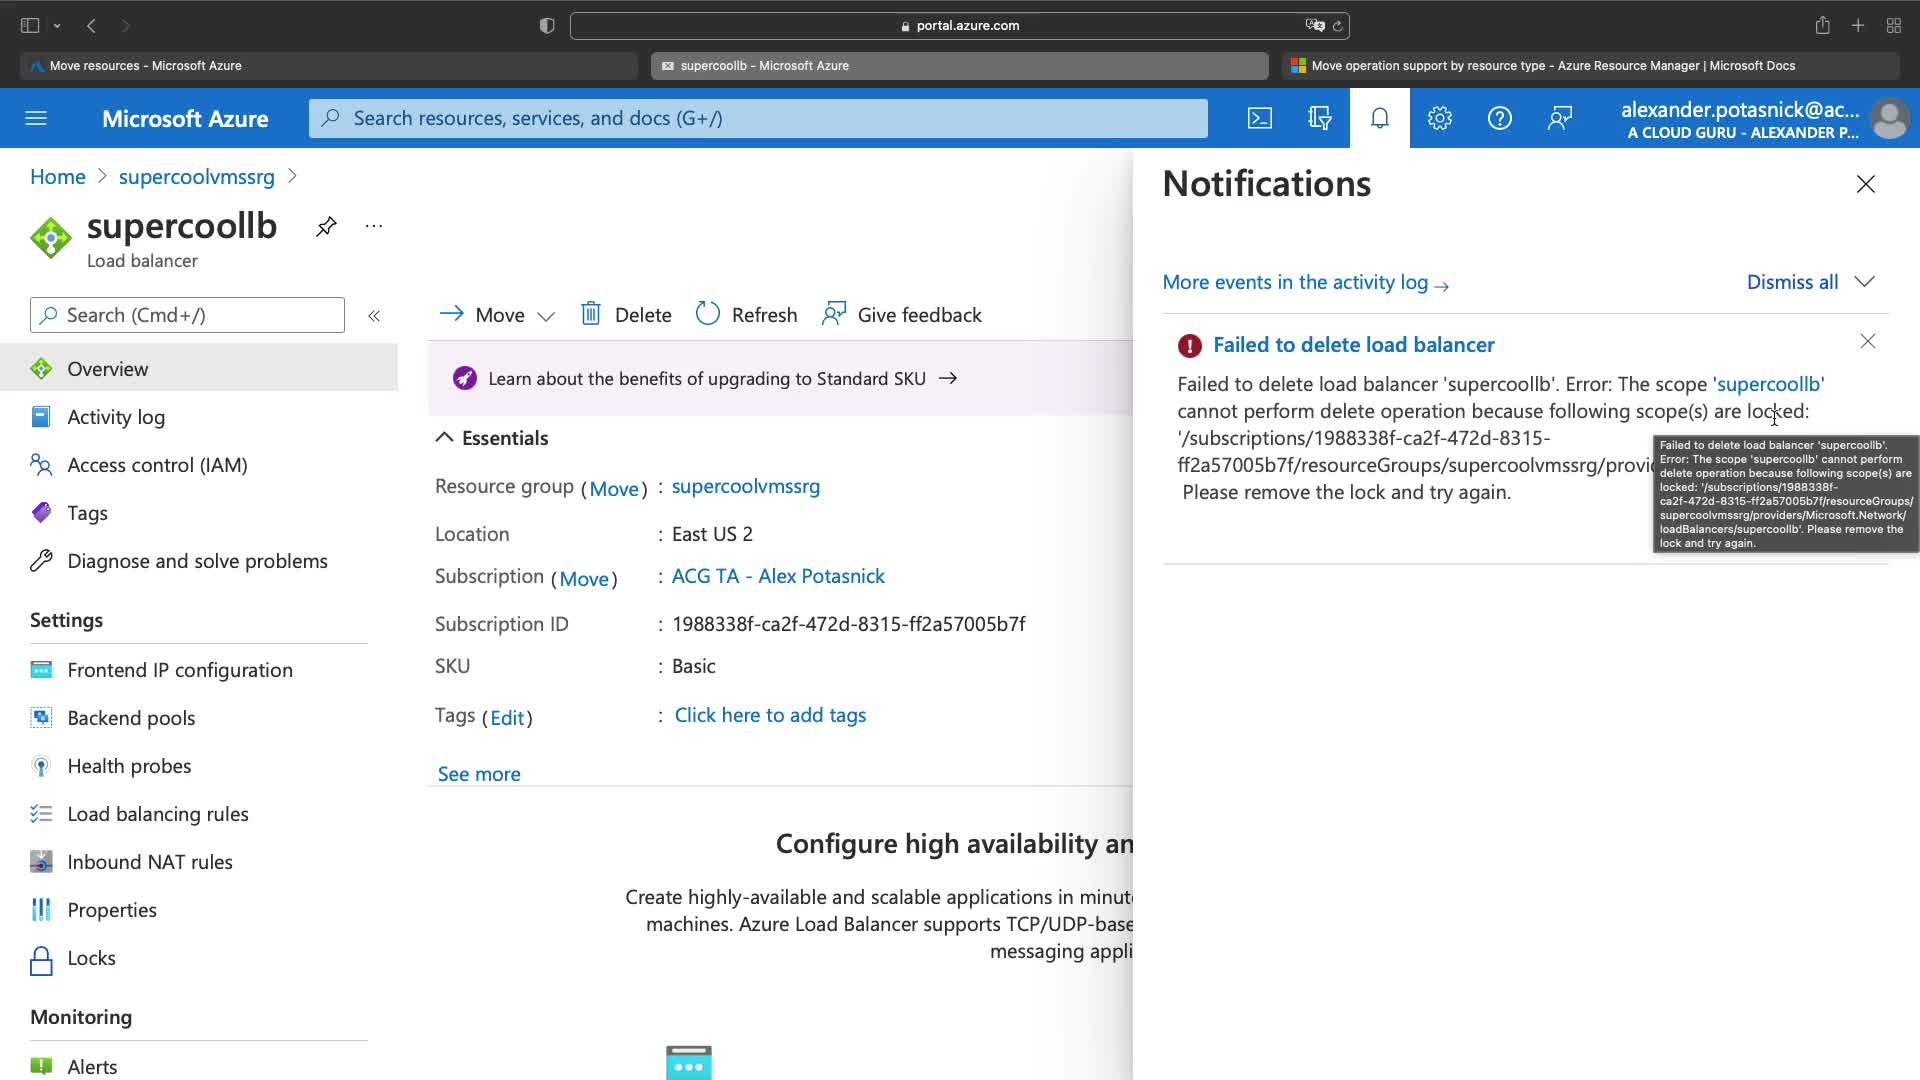 portal.azure.com
Move resources - Microsoft Azure
supercoollb - Microsoft Azure
Move operation support by resource type - Azure Resource Manager | Microsoft Docs
Microsoft Azure
Search resources, services, and docs (G+/)
alexander.potasnick@ac...
A CLOUD GURU - ALEXANDER P...
Home > supercoolvmssrg >
supercoollb
...
Load balancer
Search (Cmd+/)
«
Overview
Activity log
Access control (IAM)
Tags
Diagnose and solve problems
Settings
Frontend IP configuration
Backend pools
Health probes
Load balancing rules
Inbound NAT rules
Properties
Locks
Monitoring
Alerts
Move
Delete
Refresh
Give feedback
Learn about the benefits of upgrading to Standard SKU →
Essentials
Resource group (Move) : supercoolvmssrg
Location : East US 2
Subscription (Move) : ACG TA - Alex Potasnick
Subscription ID : 1988338f-ca2f-472d-8315-ff2a57005b7f
SKU : Basic
Tags (Edit) : Click here to add tags
See more
Configure high availability an
Create highly-available and scalable applications in minut
machines. Azure Load Balancer supports TCP/UDP-base
messaging appli
Notifications
More events in the activity log →
Dismiss all
Failed to delete load balancer
Failed to delete load balancer 'supercoollb'. Error: The scope 'supercoollb'
cannot perform delete operation because following scope(s) are locked:
'/subscriptions/1988338f-ca2f-472d-8315-
ff2a57005b7f/resourceGroups/supercoolvmssrg/provi
Please remove the lock and try again.
Failed to delete load balancer 'supercoollb'.
Error: The scope 'supercoollb' cannot perform
delete operation because following scope(s) are
locked: '/subscriptions/1988338f-
ca2f-472d-8315-ff2a57005b7f/resourceGroups/
supercoolvmssrg/providers/Microsoft.Network/
loadBalancers/supercoollb'. Please remove the
lock and try again.